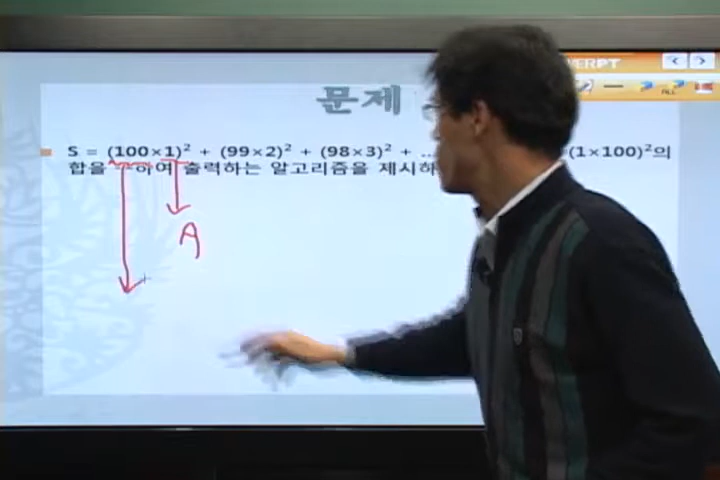 문제
S = (100×1)² + (99×2)² + (98×3)² + ... (1×100)²의
합을 하여 출력하는 알고리즘을 제시하
A
ALL